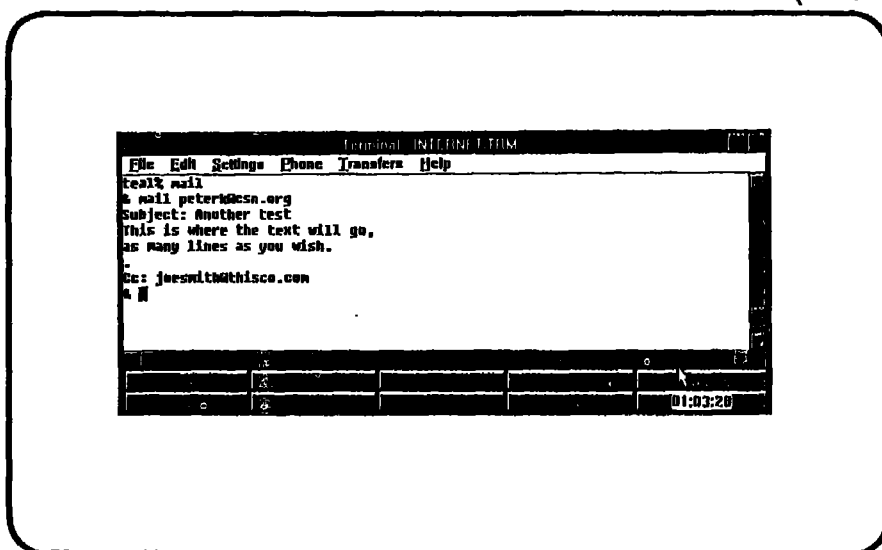 Terminal - INTERNET.TRM
File Edit Settings Phone Transfers Help
teal% mail
& mail peterk@csn.org
Subject: Another test
This is where the text will go,
as many lines as you wish.
.
Cc: joesmith@thisco.com
&
01:03:20